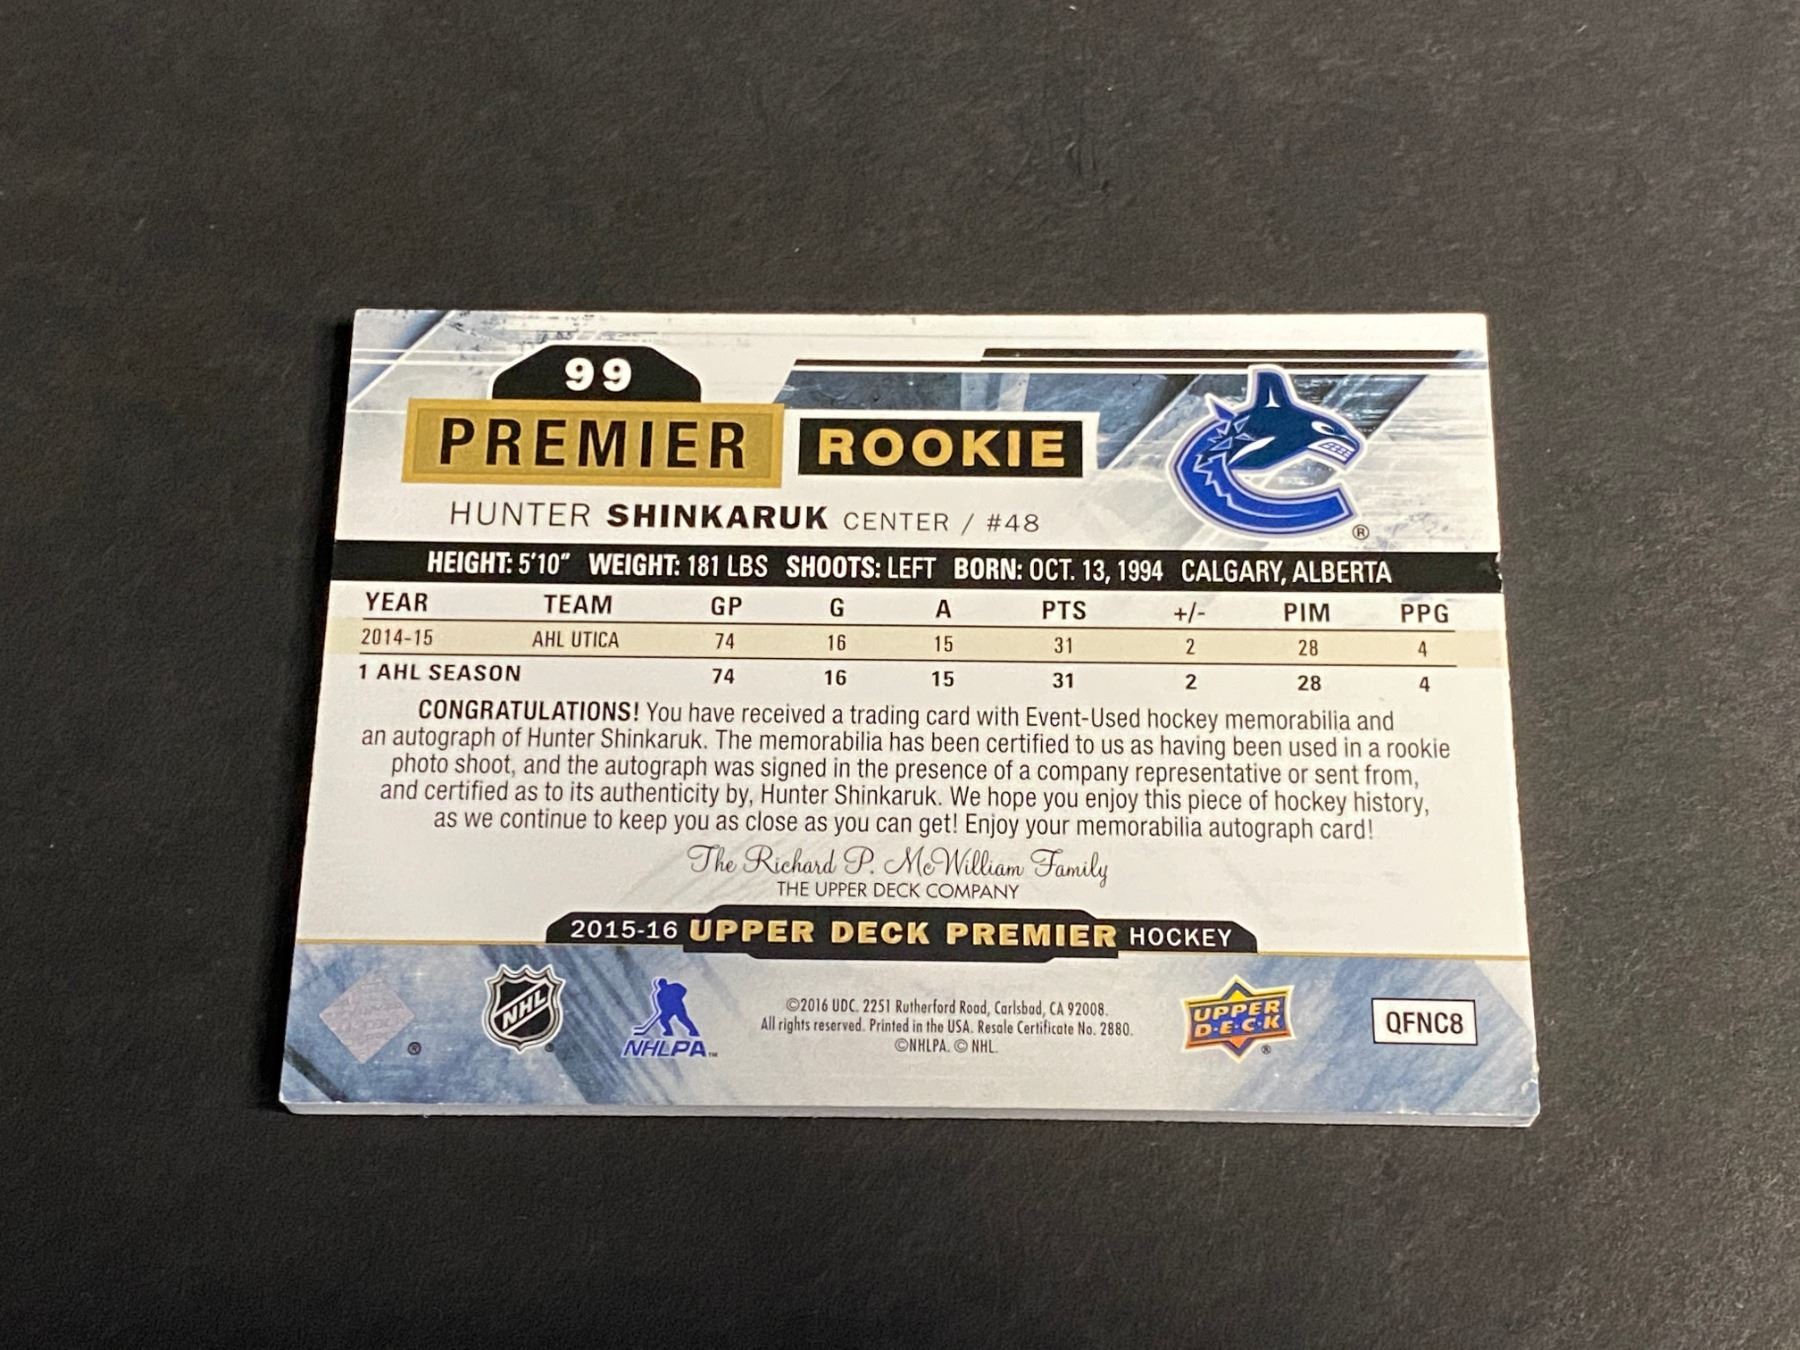 99
PREMIER ROOKIE
HUNTER SHINKARUK CENTER / #48
®
HEIGHT: 5'10" WEIGHT: 181 LBS SHOOTS: LEFT BORN: OCT. 13, 1994 CALGARY, ALBERTA
YEAR TEAM GP G A PTS +/- PIM PPG
2014-15 AHL UTICA 74 16 15 31 2 28 4
1 AHL SEASON 74 16 15 31 2 28 4
CONGRATULATIONS! You have received a trading card with Event-Used hockey memorabilia and
an autograph of Hunter Shinkaruk. The memorabilia has been certified to us as having been used in a rookie
photo shoot, and the autograph was signed in the presence of a company representative or sent from,
and certified as to its authenticity by, Hunter Shinkaruk. We hope you enjoy this piece of hockey history,
as we continue to keep you as close as you can get! Enjoy your memorabilia autograph card!
The Richard P. McWilliam Family
THE UPPER DECK COMPANY
2015-16 UPPER DECK PREMIER HOCKEY
®
NHL
®
NHLPA™
©2016 UDC. 2251 Rutherford Road, Carlsbad, CA 92008.
All rights reserved. Printed in the USA. Resale Certificate No. 2880.
©NHLPA. © NHL.
UPPER
D·E·C·K
®
QFNC8